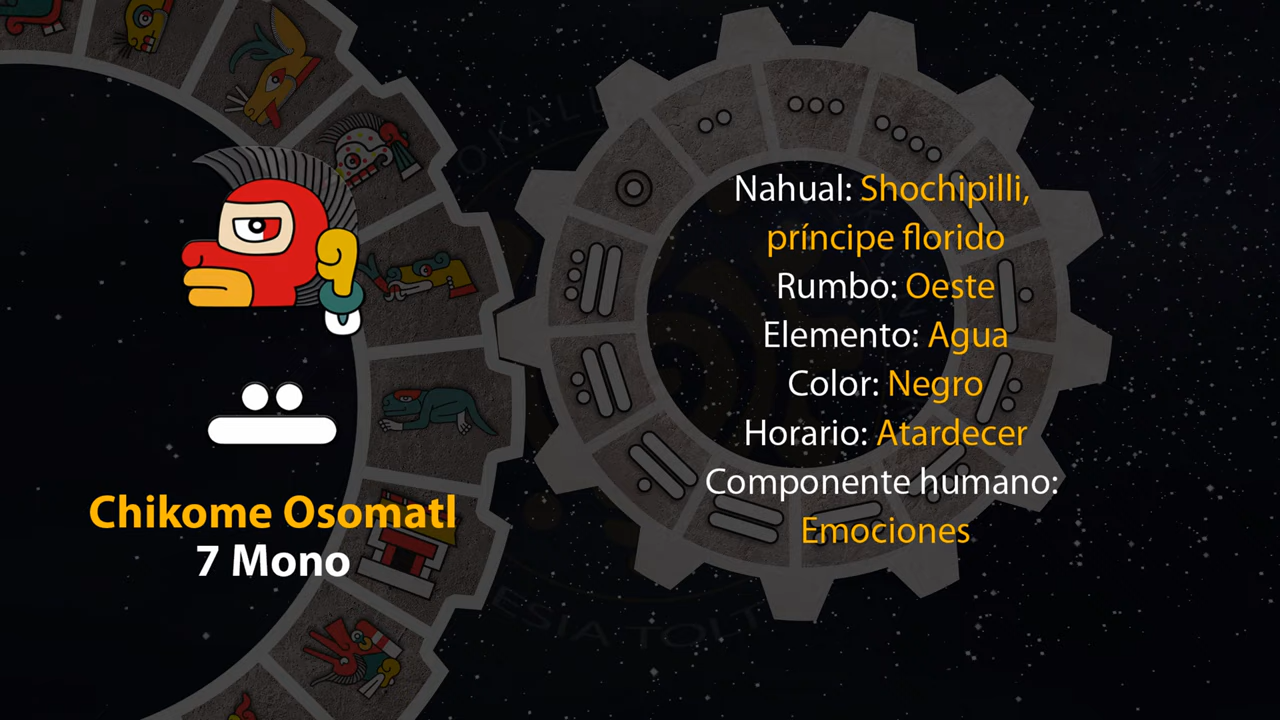 Chikome Osomatl
7 Mono
Nahual: Shochipilli,
príncipe florido
Rumbo: Oeste
Elemento: Agua
Color: Negro
Horario: Atardecer
Componente humano:
Emociones